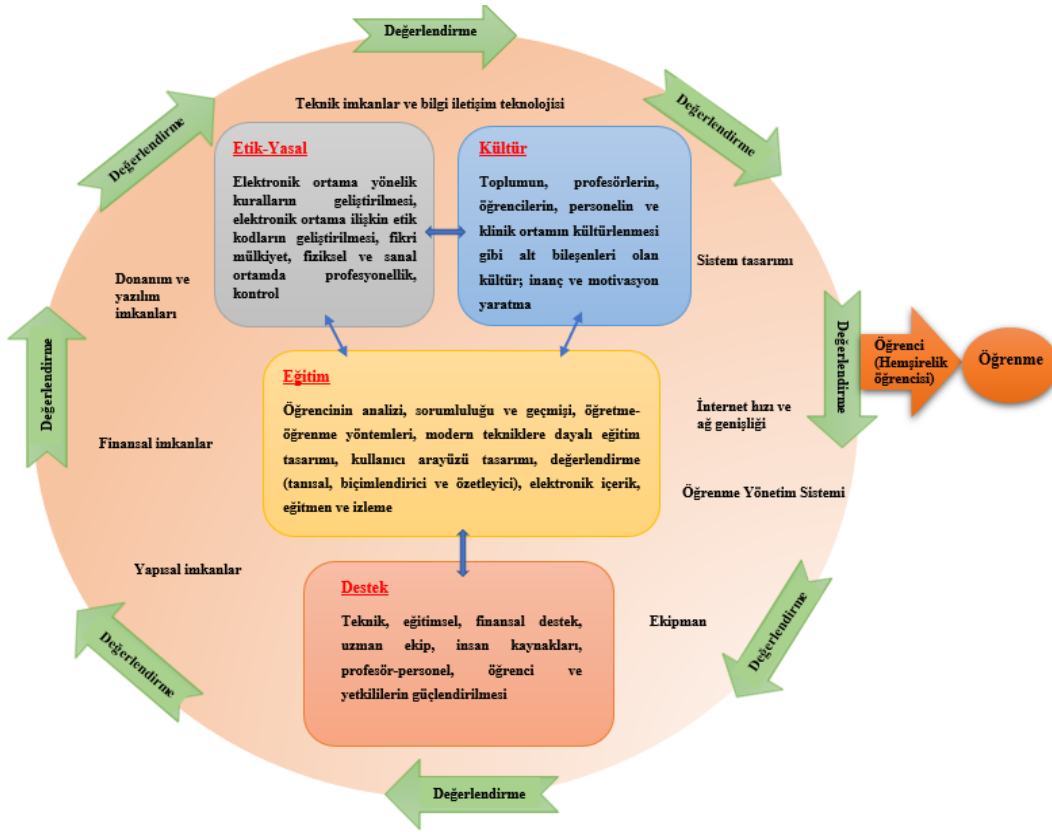 Değerlendirme
Değerlendirme
Değerlendirme
Teknik imkanlar ve bilgi iletişim teknolojisi
Etik-Yasal
Elektronik ortama yönelik
kuralların geliştirilmesi,
elektronik ortama ilişkin etik
kodların geliştirilmesi, fikri
mülkiyet, fiziksel ve sanal
ortamda profesyonellik,
kontrol
Kültür
Toplumun, profesörlerin,
öğrencilerin, personelin ve
klinik ortamın kültürlenmesi
gibi alt bileşenleri olan
kültür; inanç ve motivasyon
yaratma
Sistem tasarımı
Donanım ve
yazılım
imkanları
Değerlendirme
Değerlendirme
Öğrenci
(Hemşirelik
öğrencisi)
Öğrenme
Eğitim
Öğrencinin analizi, sorumluluğu ve geçmişi, öğretme-
öğrenme yöntemleri, modern tekniklere dayalı eğitim
tasarımı, kullanıcı arayüzü tasarımı, değerlendirme
(tanısal, biçimlendirici ve özetleyici), elektronik içerik,
eğitmen ve izleme
İnternet hızı ve
ağ genişliği
Finansal imkanlar
Öğrenme Yönetim Sistemi
Yapısal imkanlar
Destek
Teknik, eğitimsel, finansal destek,
uzman ekip, insan kaynakları,
profesör-personel, öğrenci ve
yetkililerin güçlendirilmesi
Ekipman
Değerlendirme
Değerlendirme
Değerlendirme